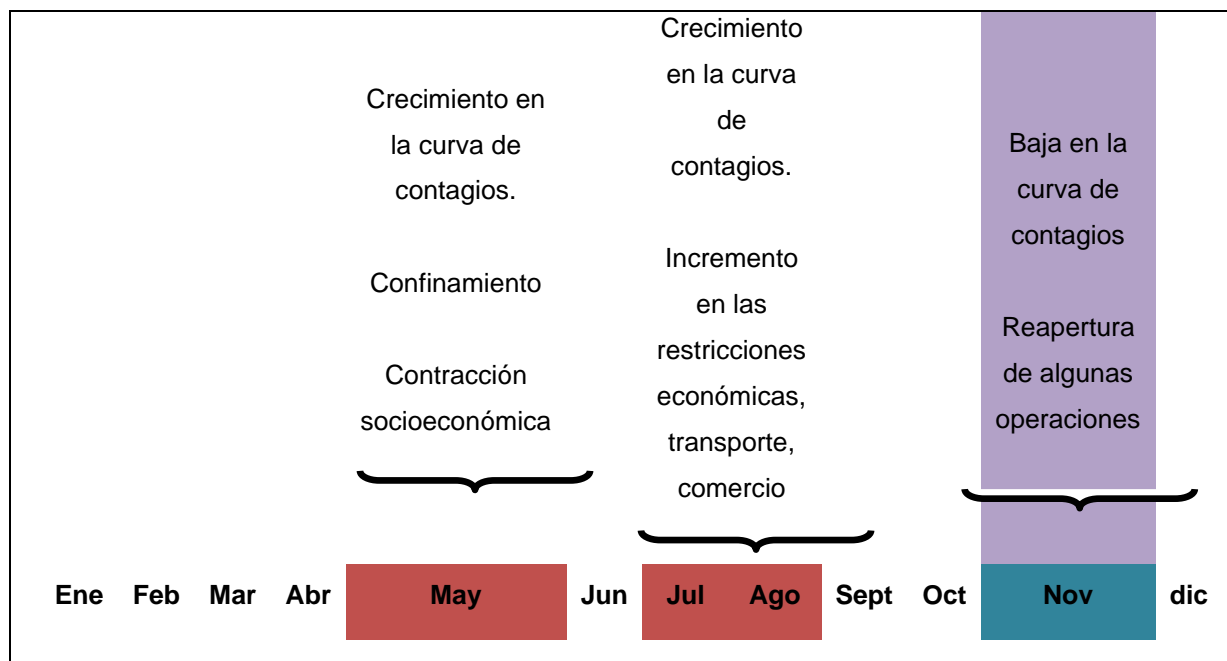 Crecimiento en
la curva de
contagios.
Confinamiento
Contracción
socioeconómica
Crecimiento
en la curva
de
contagios.
Incremento
en las
restricciones
económicas,
transporte,
comercio
Baja en la
curva de
contagios
Reapertura
de algunas
operaciones
Ene Feb Mar Abr May Jun Jul Ago Sept Oct Nov dic